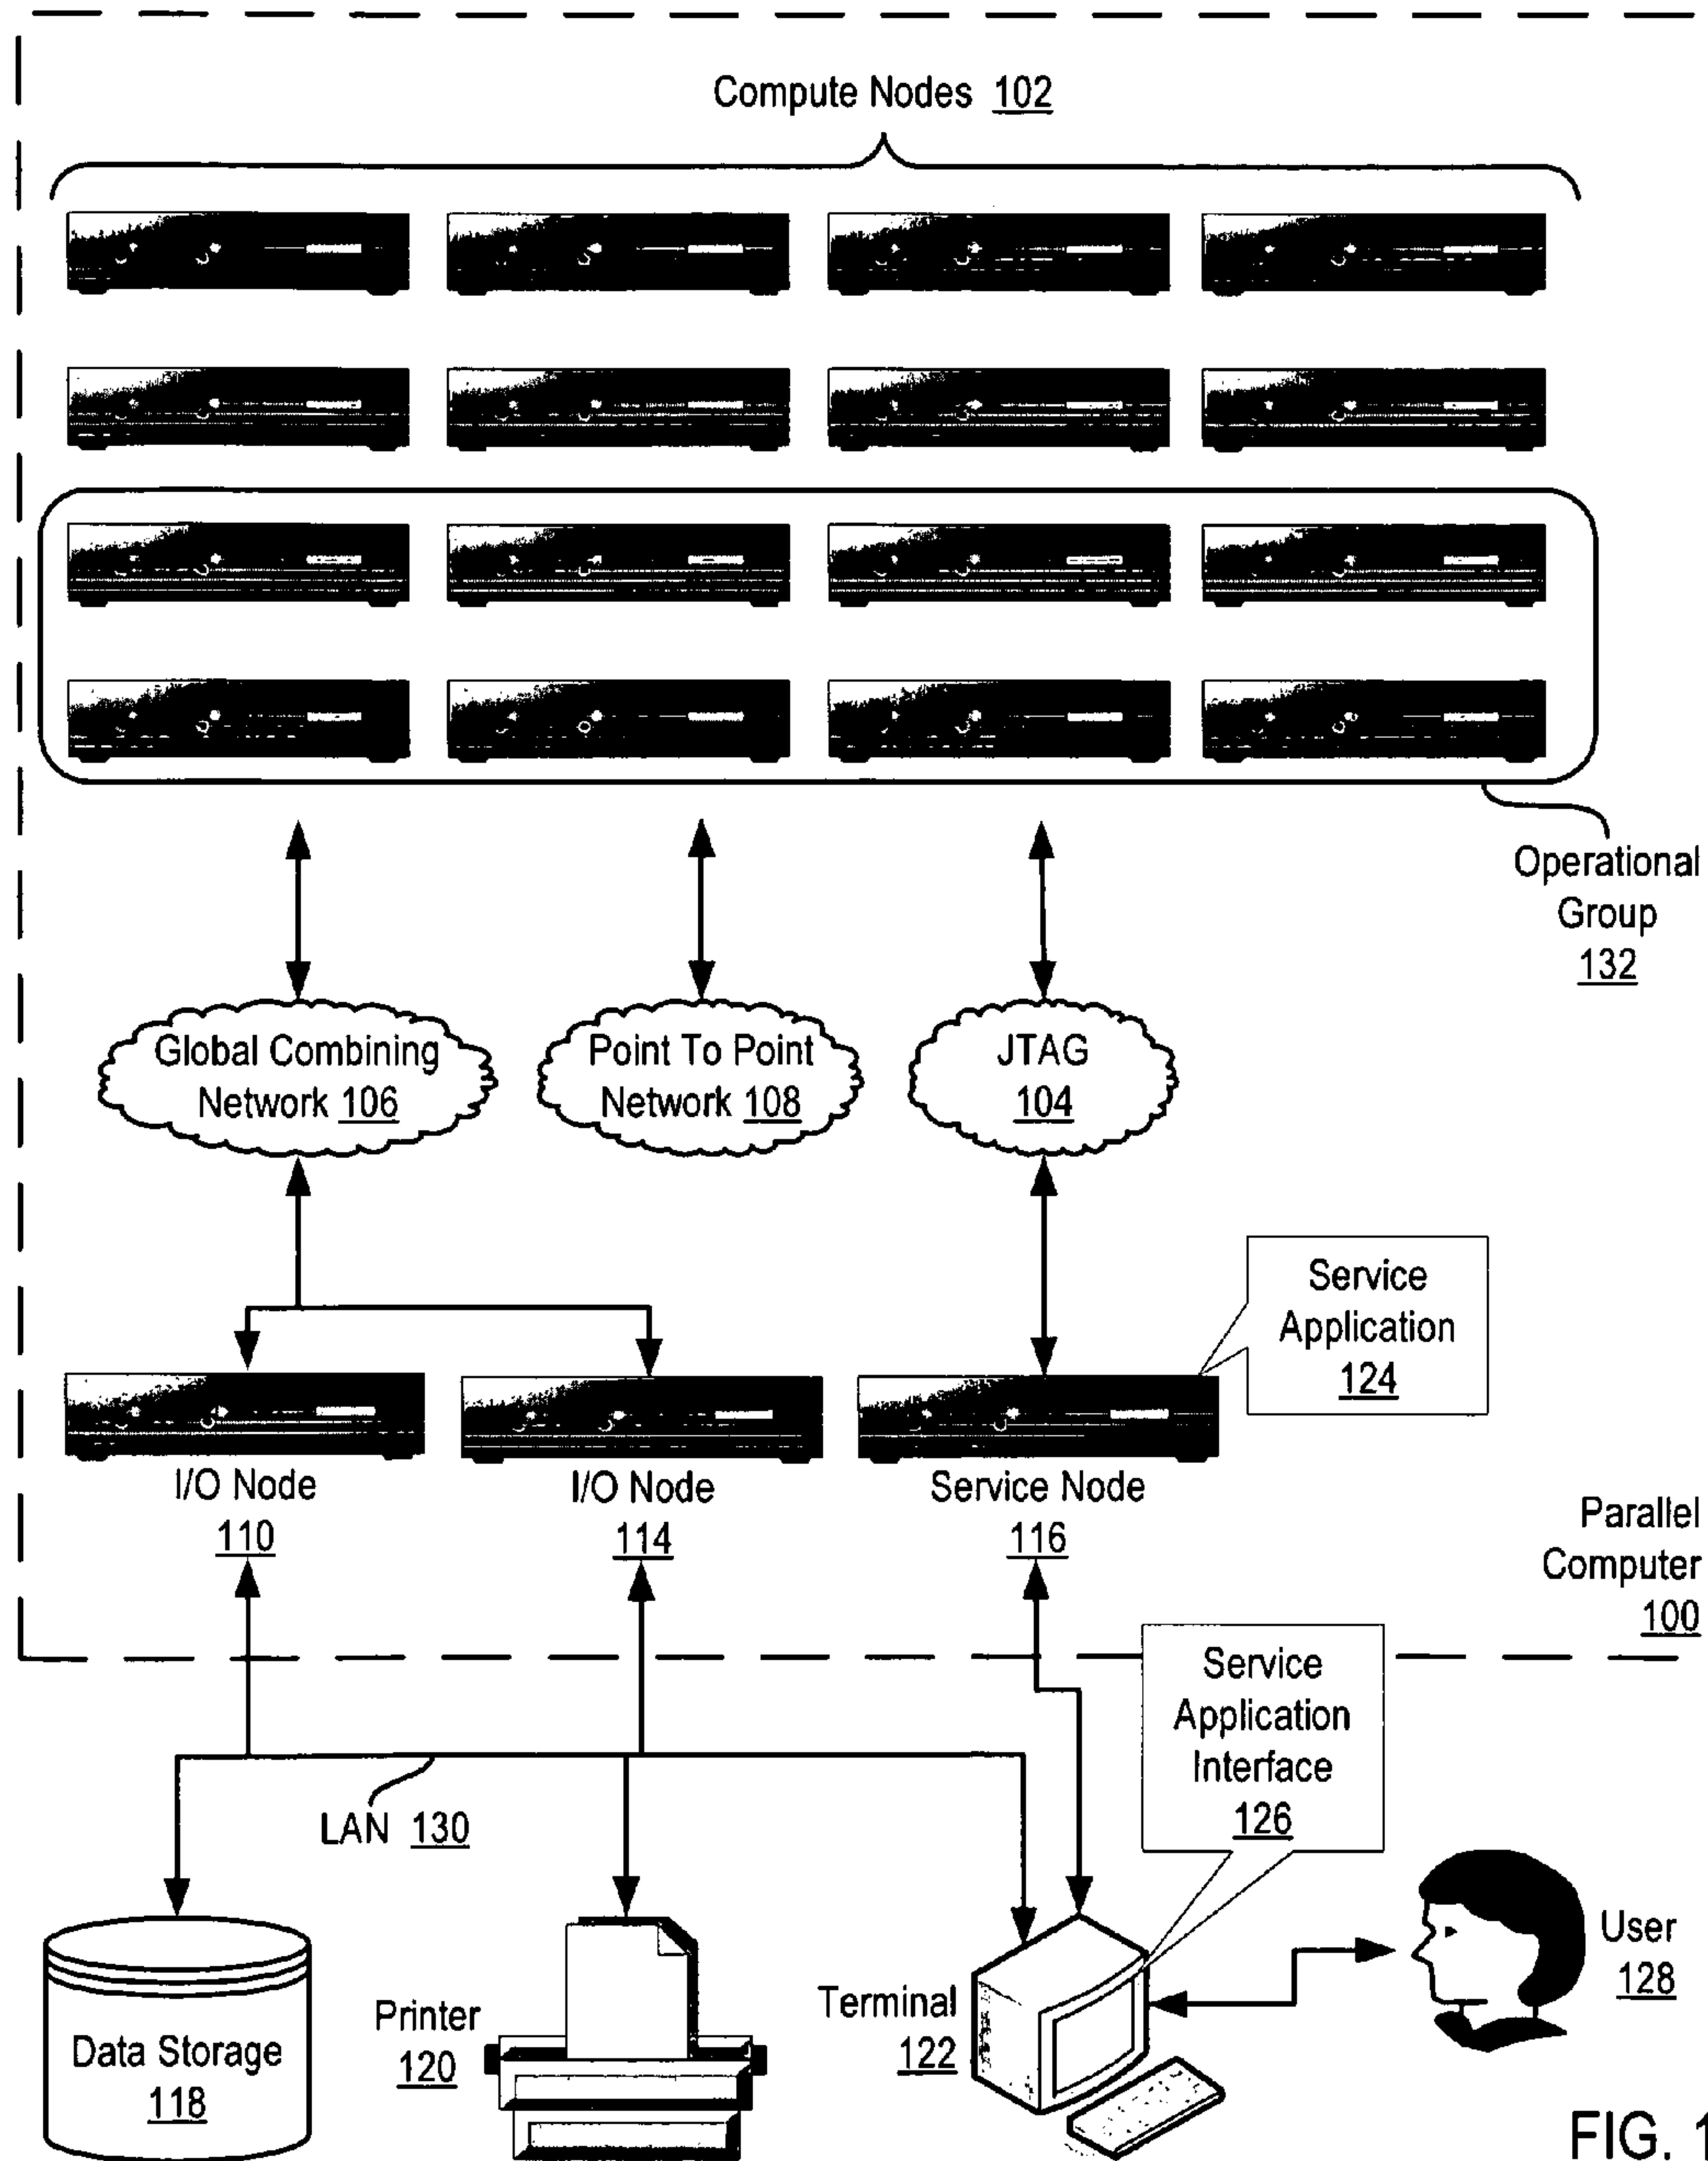 Compute Nodes 102
Operational
Group
132
Global Combining
Network 106
Point To Point
Network 108
JTAG
104
Service
Application
124
I/O Node
110
I/O Node
114
Service Node
116
Parallel
Computer
100
Service
Application
Interface
126
LAN 130
Data Storage
118
Printer
120
Terminal
122
User
128
FIG. 1